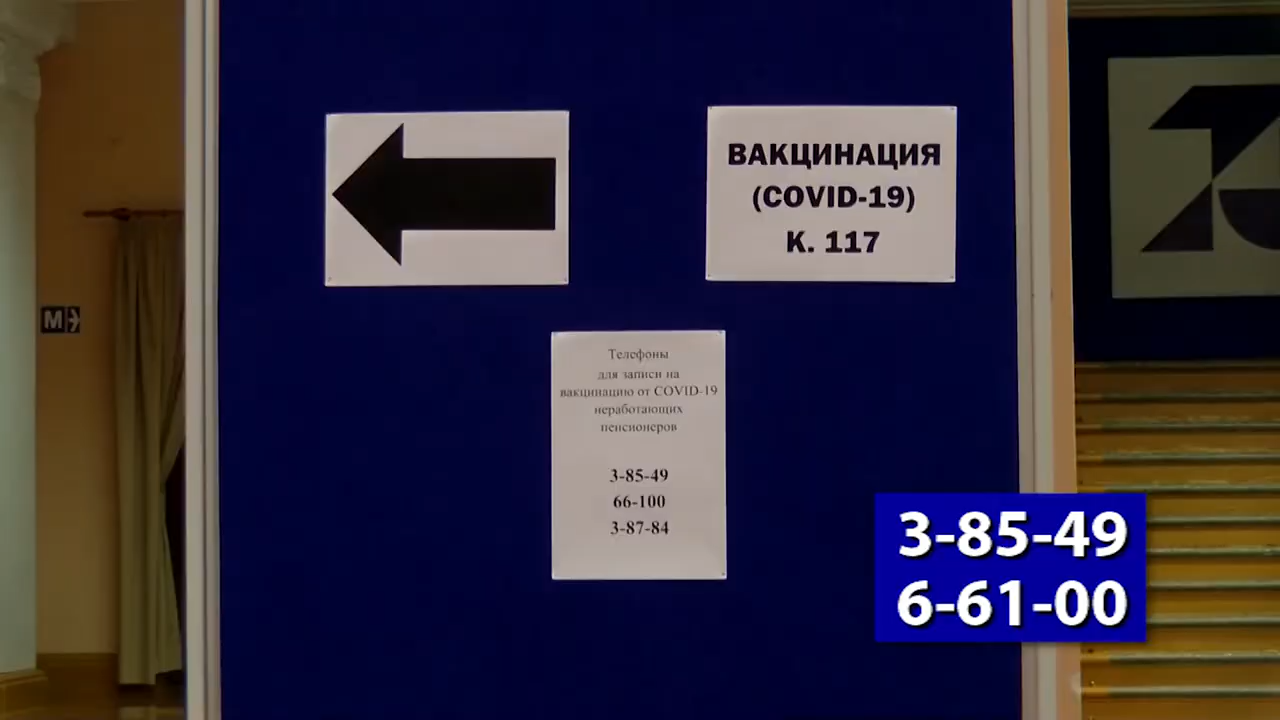 ВАКЦИНАЦИЯ
(COVID-19)
К. 117
М
Телефоны
для записи на
вакцинацию от COVID-19
неработающих
пенсионеров
3-85-49
66-100
3-87-84
3-85-49
6-61-00